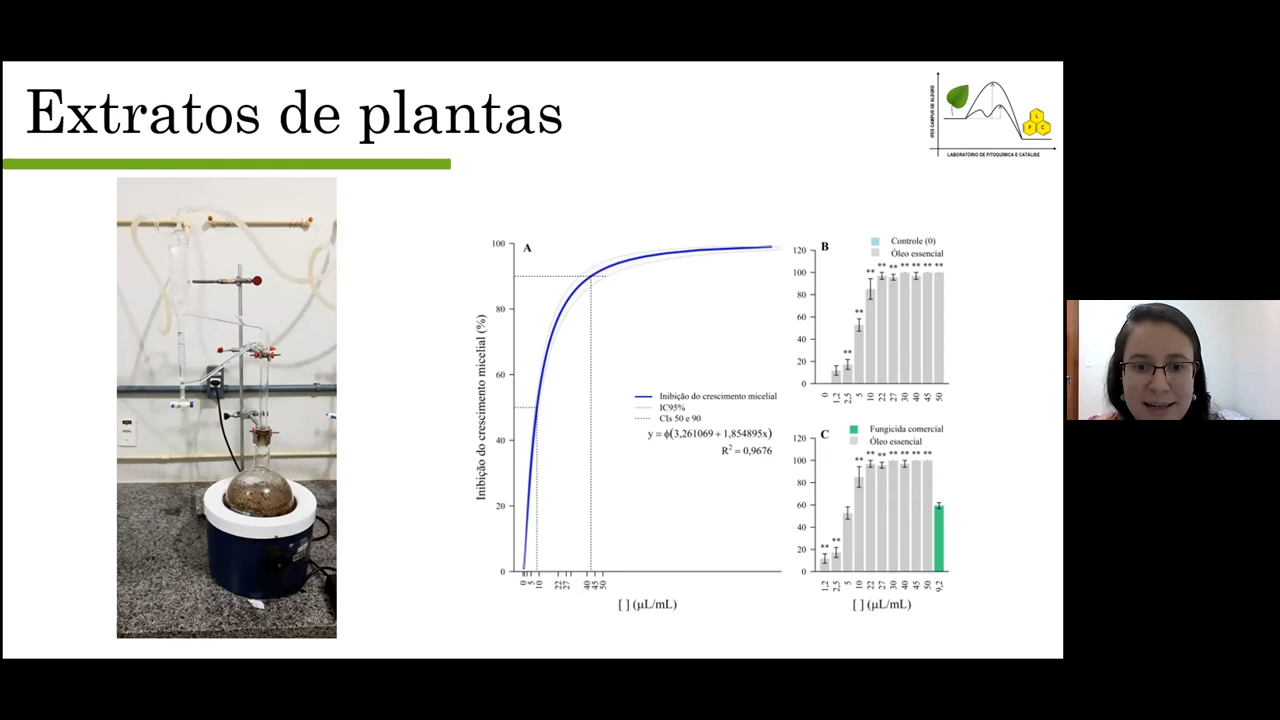 Extratos de plantas
IFES CAMPUS DE ALEGRE
L
F C
LABORATÓRIO DE FITOQUÍMICA E CATÁLISE
A
Inibição do crescimento micelial (%)
100
80
60
40
20
0
Inibição do crescimento micelial
IC95%
CIs 50 e 90
y = ϕ(3,261069 + 1,854895x)
R² = 0,9676
0 5 10 22 27 40 45 50
[ ] (µL/mL)
B
Controle (0)
Óleo essencial
120
100
80
60
40
20
0
** ** ** ** ** ** ** ** **
0 1,2 2,5 5 10 22 27 30 40 45 50
C
Fungicida comercial
Óleo essencial
120
100
80
60
40
20
0
** ** ** ** ** ** ** ** **
1,2 2,5 5 10 22 27 30 40 45 50 9,2
[ ] (µL/mL)